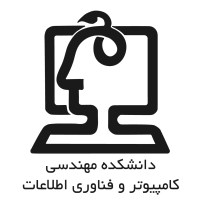 دانشکده مهندسی
کامپیوتر و فناوری اطلاعات